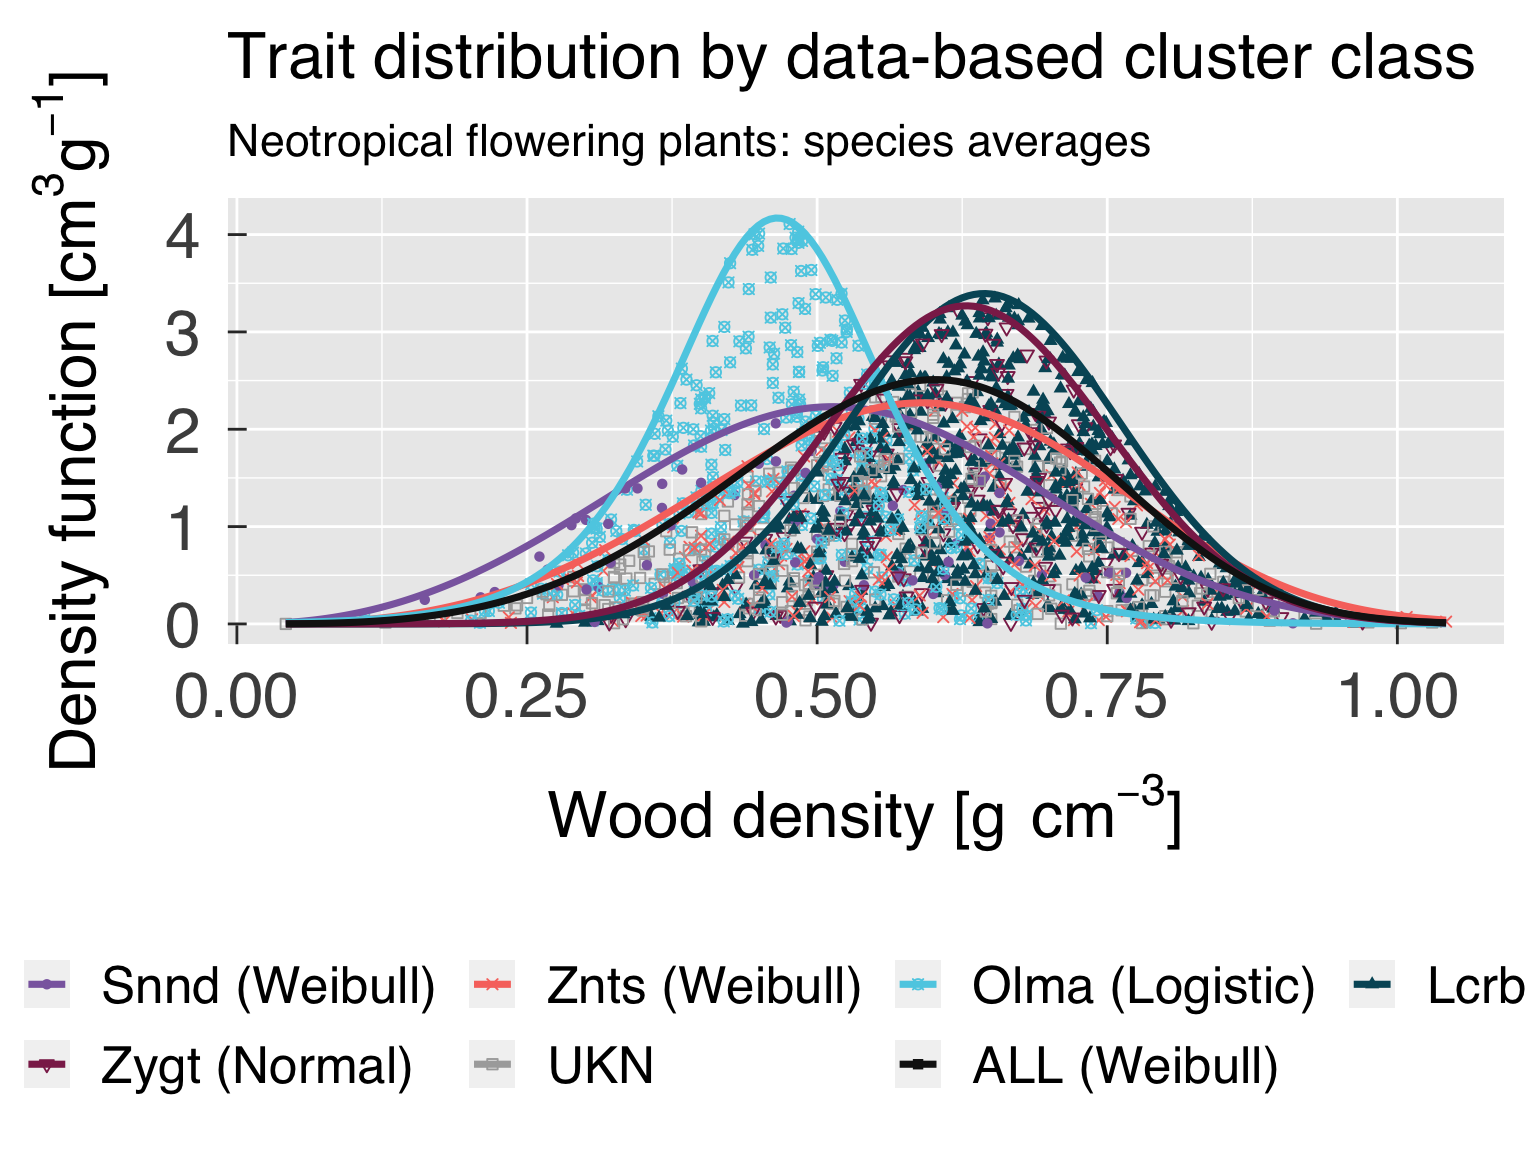 Trait distribution by data-based cluster class
Neotropical flowering plants: species averages
Density function [cm³g⁻¹]
4
3
2
1
0
0.00 0.25 0.50 0.75 1.00
Wood density [g cm⁻³]
Snnd (Weibull) Znts (Weibull) Olma (Logistic) Lcrb
Zygt (Normal) UKN ALL (Weibull)